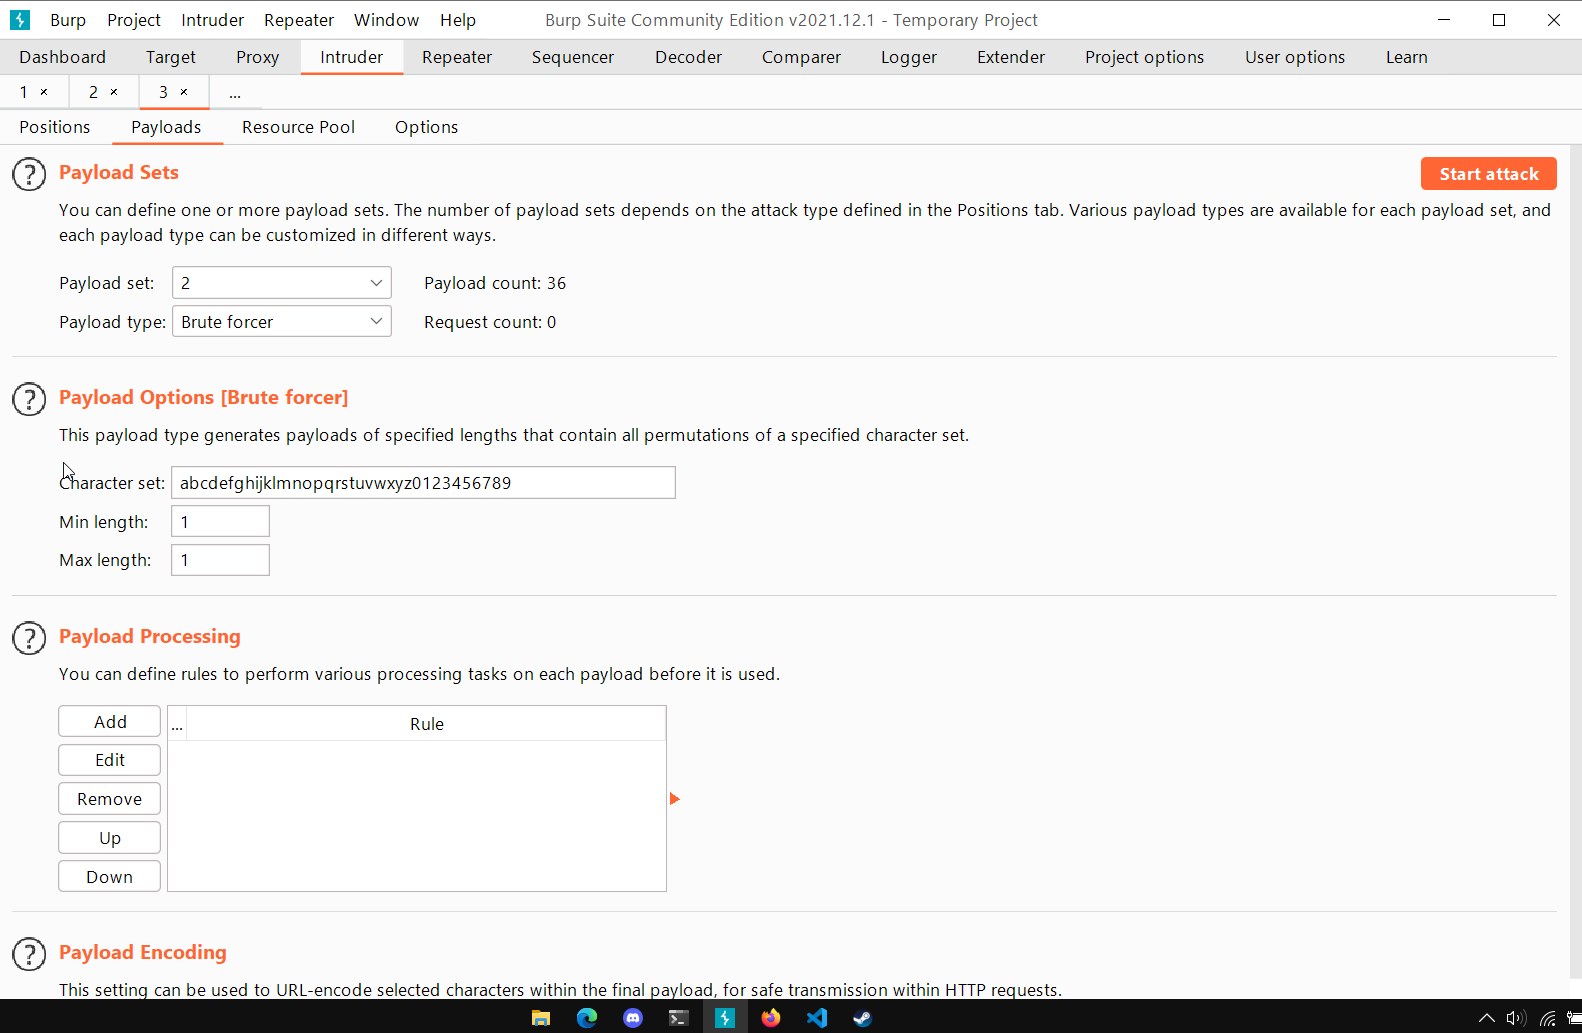 Burp Project Intruder Repeater Window Help Burp Suite Community Edition v2021.12.1 - Temporary Project
Dashboard Target Proxy Intruder Repeater Sequencer Decoder Comparer Logger Extender Project options User options Learn
1 × 2 × 3 × ...
Positions Payloads Resource Pool Options
? Payload Sets Start attack
You can define one or more payload sets. The number of payload sets depends on the attack type defined in the Positions tab. Various payload types are available for each payload set, and
each payload type can be customized in different ways.
Payload set: 2 Payload count: 36
Payload type: Brute forcer Request count: 0
? Payload Options [Brute forcer]
This payload type generates payloads of specified lengths that contain all permutations of a specified character set.
Character set: abcdefghijklmnopqrstuvwxyz0123456789
Min length: 1
Max length: 1
? Payload Processing
You can define rules to perform various processing tasks on each payload before it is used.
Add ... Rule
Edit
Remove
Up
Down
? Payload Encoding
This setting can be used to URL-encode selected characters within the final payload, for safe transmission within HTTP requests.